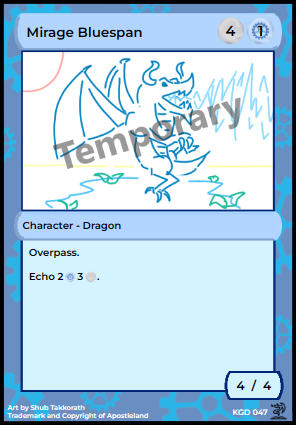 Mirage Bluespan 4 1
Temporary
Character - Dragon
Overpass.
Echo 2 3 .
4 / 4
Art by Shub Takkorath
Trademark and Copyright of Apostleland
KGD 047